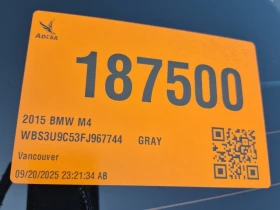 ADESA
187500
2015 BMW M4
WBS3U9C53FJ967744 GRAY
Vancouver
09/20/2025 23:21:34 AB